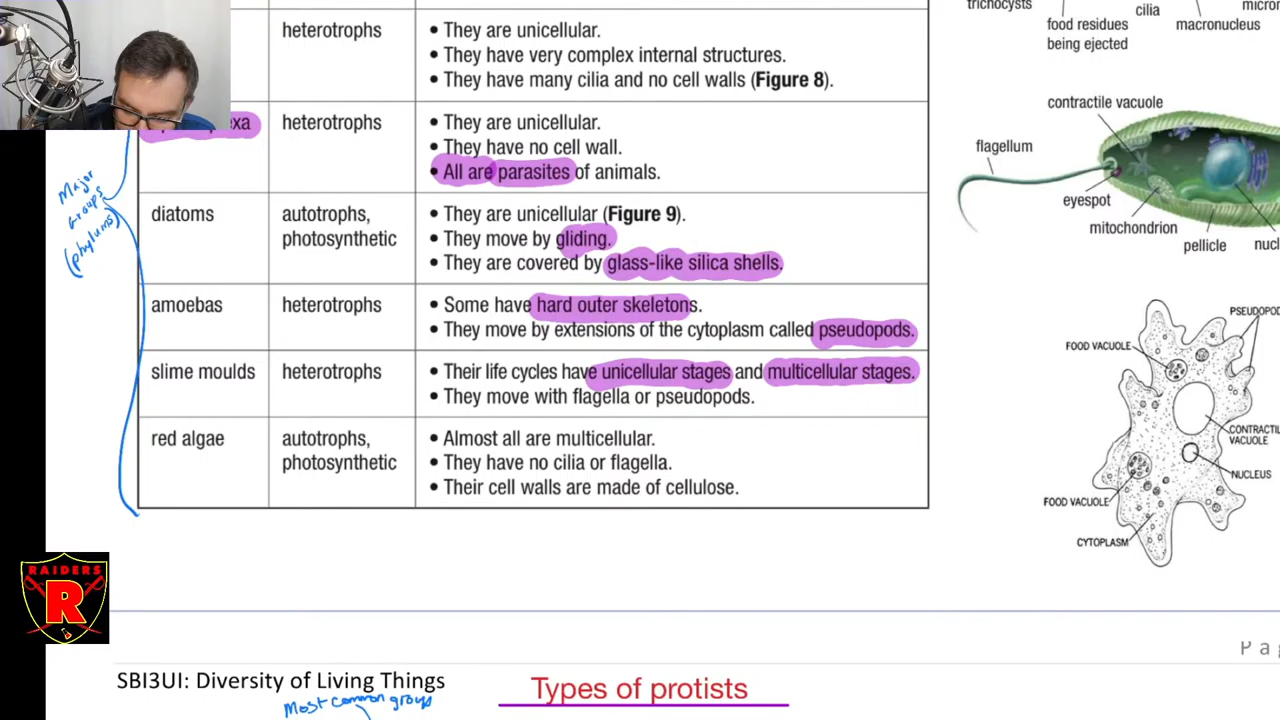 trichocysts
cilia
micron
food residues
being ejected
macronucleus
heterotrophs
• They are unicellular.
• They have very complex internal structures.
• They have many cilia and no cell walls (Figure 8).
exa
heterotrophs
• They are unicellular.
• They have no cell wall.
• All are parasites of animals.
Major
Groups
(phylums)
diatoms
autotrophs,
photosynthetic
• They are unicellular (Figure 9).
• They move by gliding.
• They are covered by glass-like silica shells.
amoebas
heterotrophs
• Some have hard outer skeletons.
• They move by extensions of the cytoplasm called pseudopods.
slime moulds
heterotrophs
• Their life cycles have unicellular stages and multicellular stages.
• They move with flagella or pseudopods.
red algae
autotrophs,
photosynthetic
• Almost all are multicellular.
• They have no cilia or flagella.
• Their cell walls are made of cellulose.
contractile vacuole
flagellum
eyespot
mitochondrion
pellicle
nucl
PSEUDOPOD
FOOD VACUOLE
CONTRACTIL
VACUOLE
NUCLEUS
FOOD VACUOLE
CYTOPLASM
RAIDERS
R
Pag
SBI3UI: Diversity of Living Things
Types of protists
Most common groups